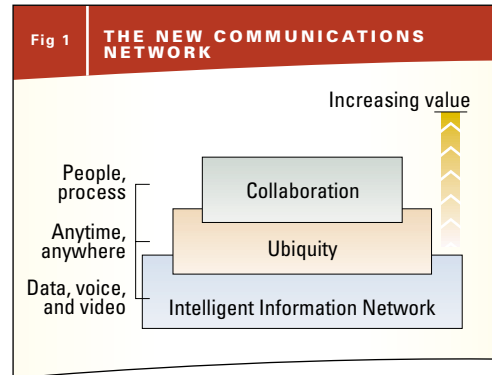 Fig 1
THE NEW COMMUNICATIONS
NETWORK
Increasing value
People,
process
Collaboration
Anytime,
anywhere
Ubiquity
Data, voice,
and video
Intelligent Information Network